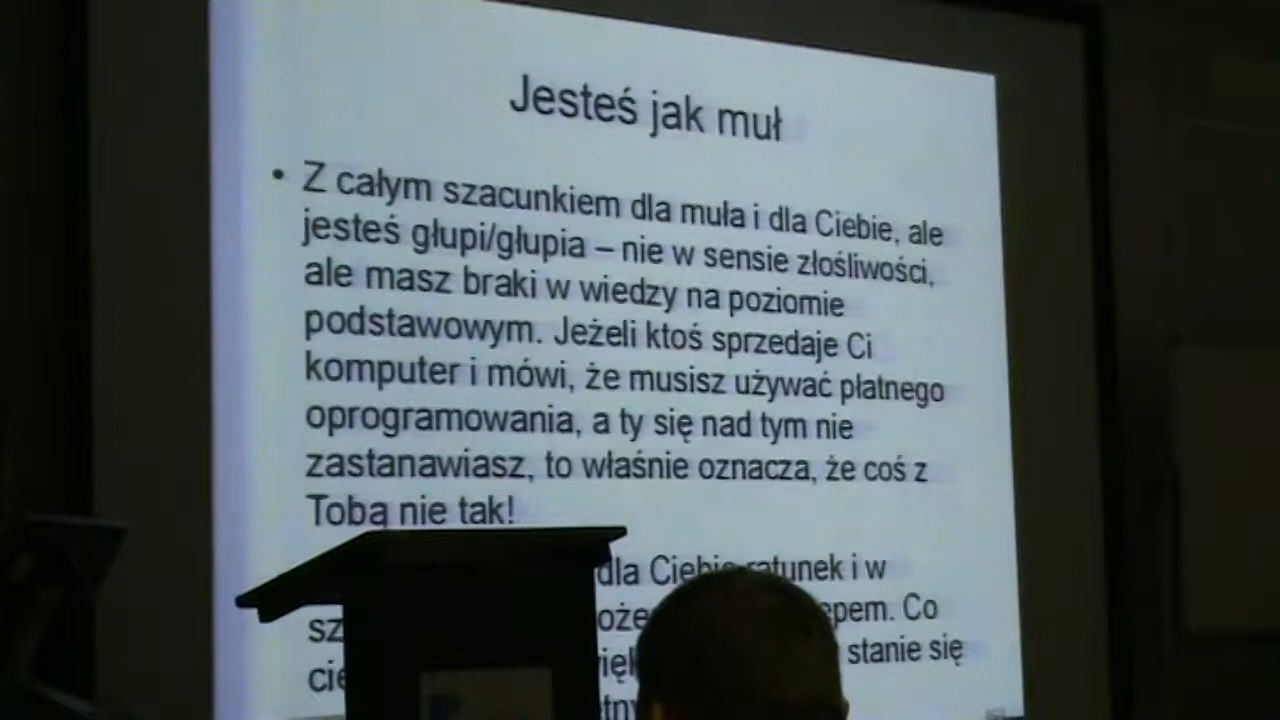 Jesteś jak muł
• Z całym szacunkiem dla muła i dla Ciebie, ale
jesteś głupi/głupia – nie w sensie złośliwości,
ale masz braki w wiedzy na poziomie
podstawowym. Jeżeli ktoś sprzedaje Ci
komputer i mówi, że musisz używać płatnego
oprogramowania, a ty się nad tym nie
zastanawiasz, to właśnie oznacza, że coś z
Tobą nie tak!
dla Ciebie ratunek i w
Co
stanie się